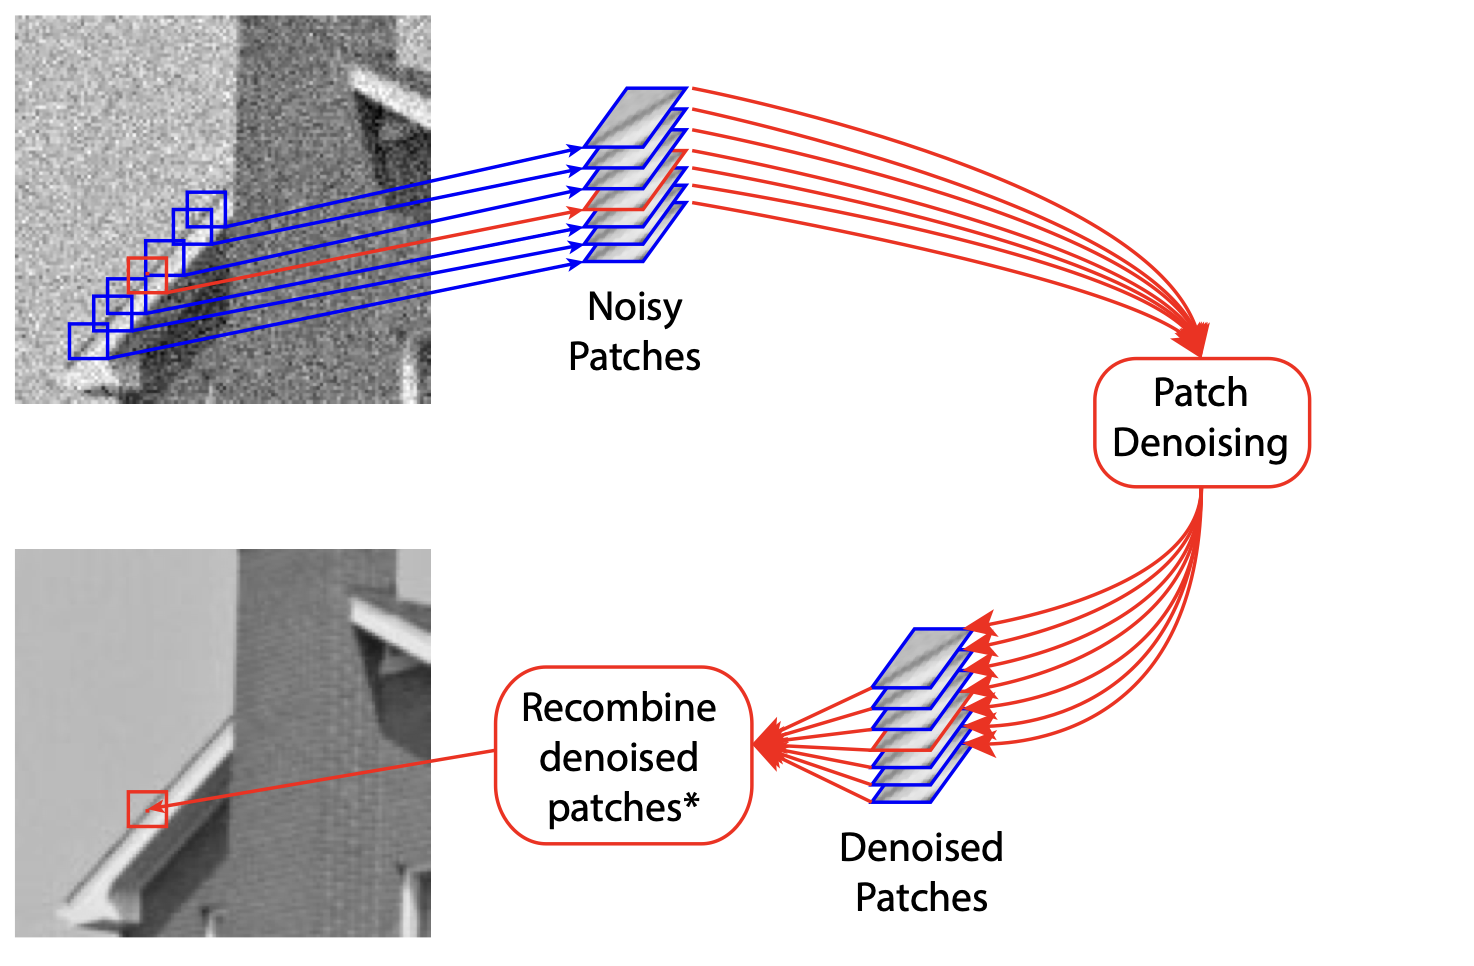 Noisy
Patches
Patch
Denoising
Recombine
denoised
patches*
Denoised
Patches